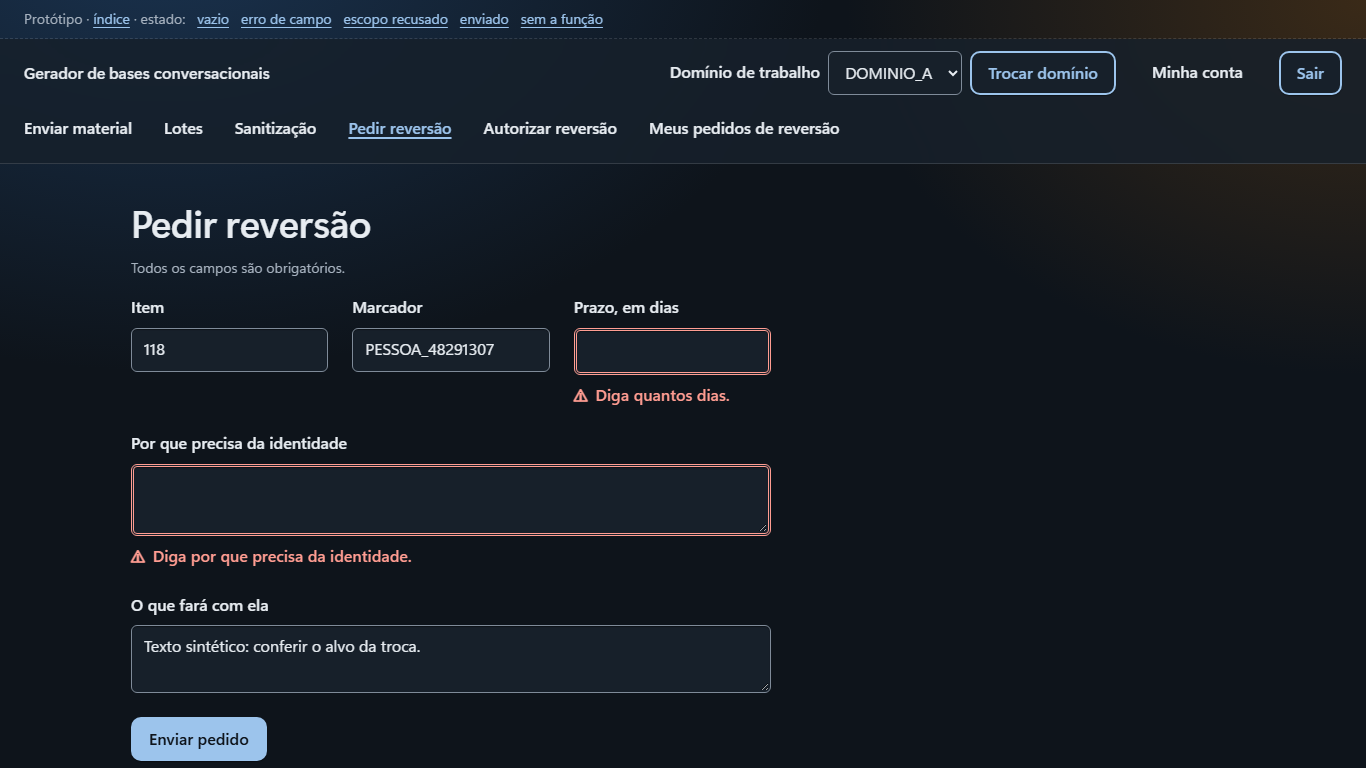 Protótipo · índice · estado: vazio erro de campo escopo recusado enviado sem a função
Gerador de bases conversacionais
Domínio de trabalho DOMINIO_A Trocar domínio Minha conta Sair
Enviar material Lotes Sanitização Pedir reversão Autorizar reversão Meus pedidos de reversão
Pedir reversão
Todos os campos são obrigatórios.
Item Marcador Prazo, em dias
118 PESSOA_48291307
Diga quantos dias.
Por que precisa da identidade
Diga por que precisa da identidade.
O que fará com ela
Texto sintético: conferir o alvo da troca.
Enviar pedido